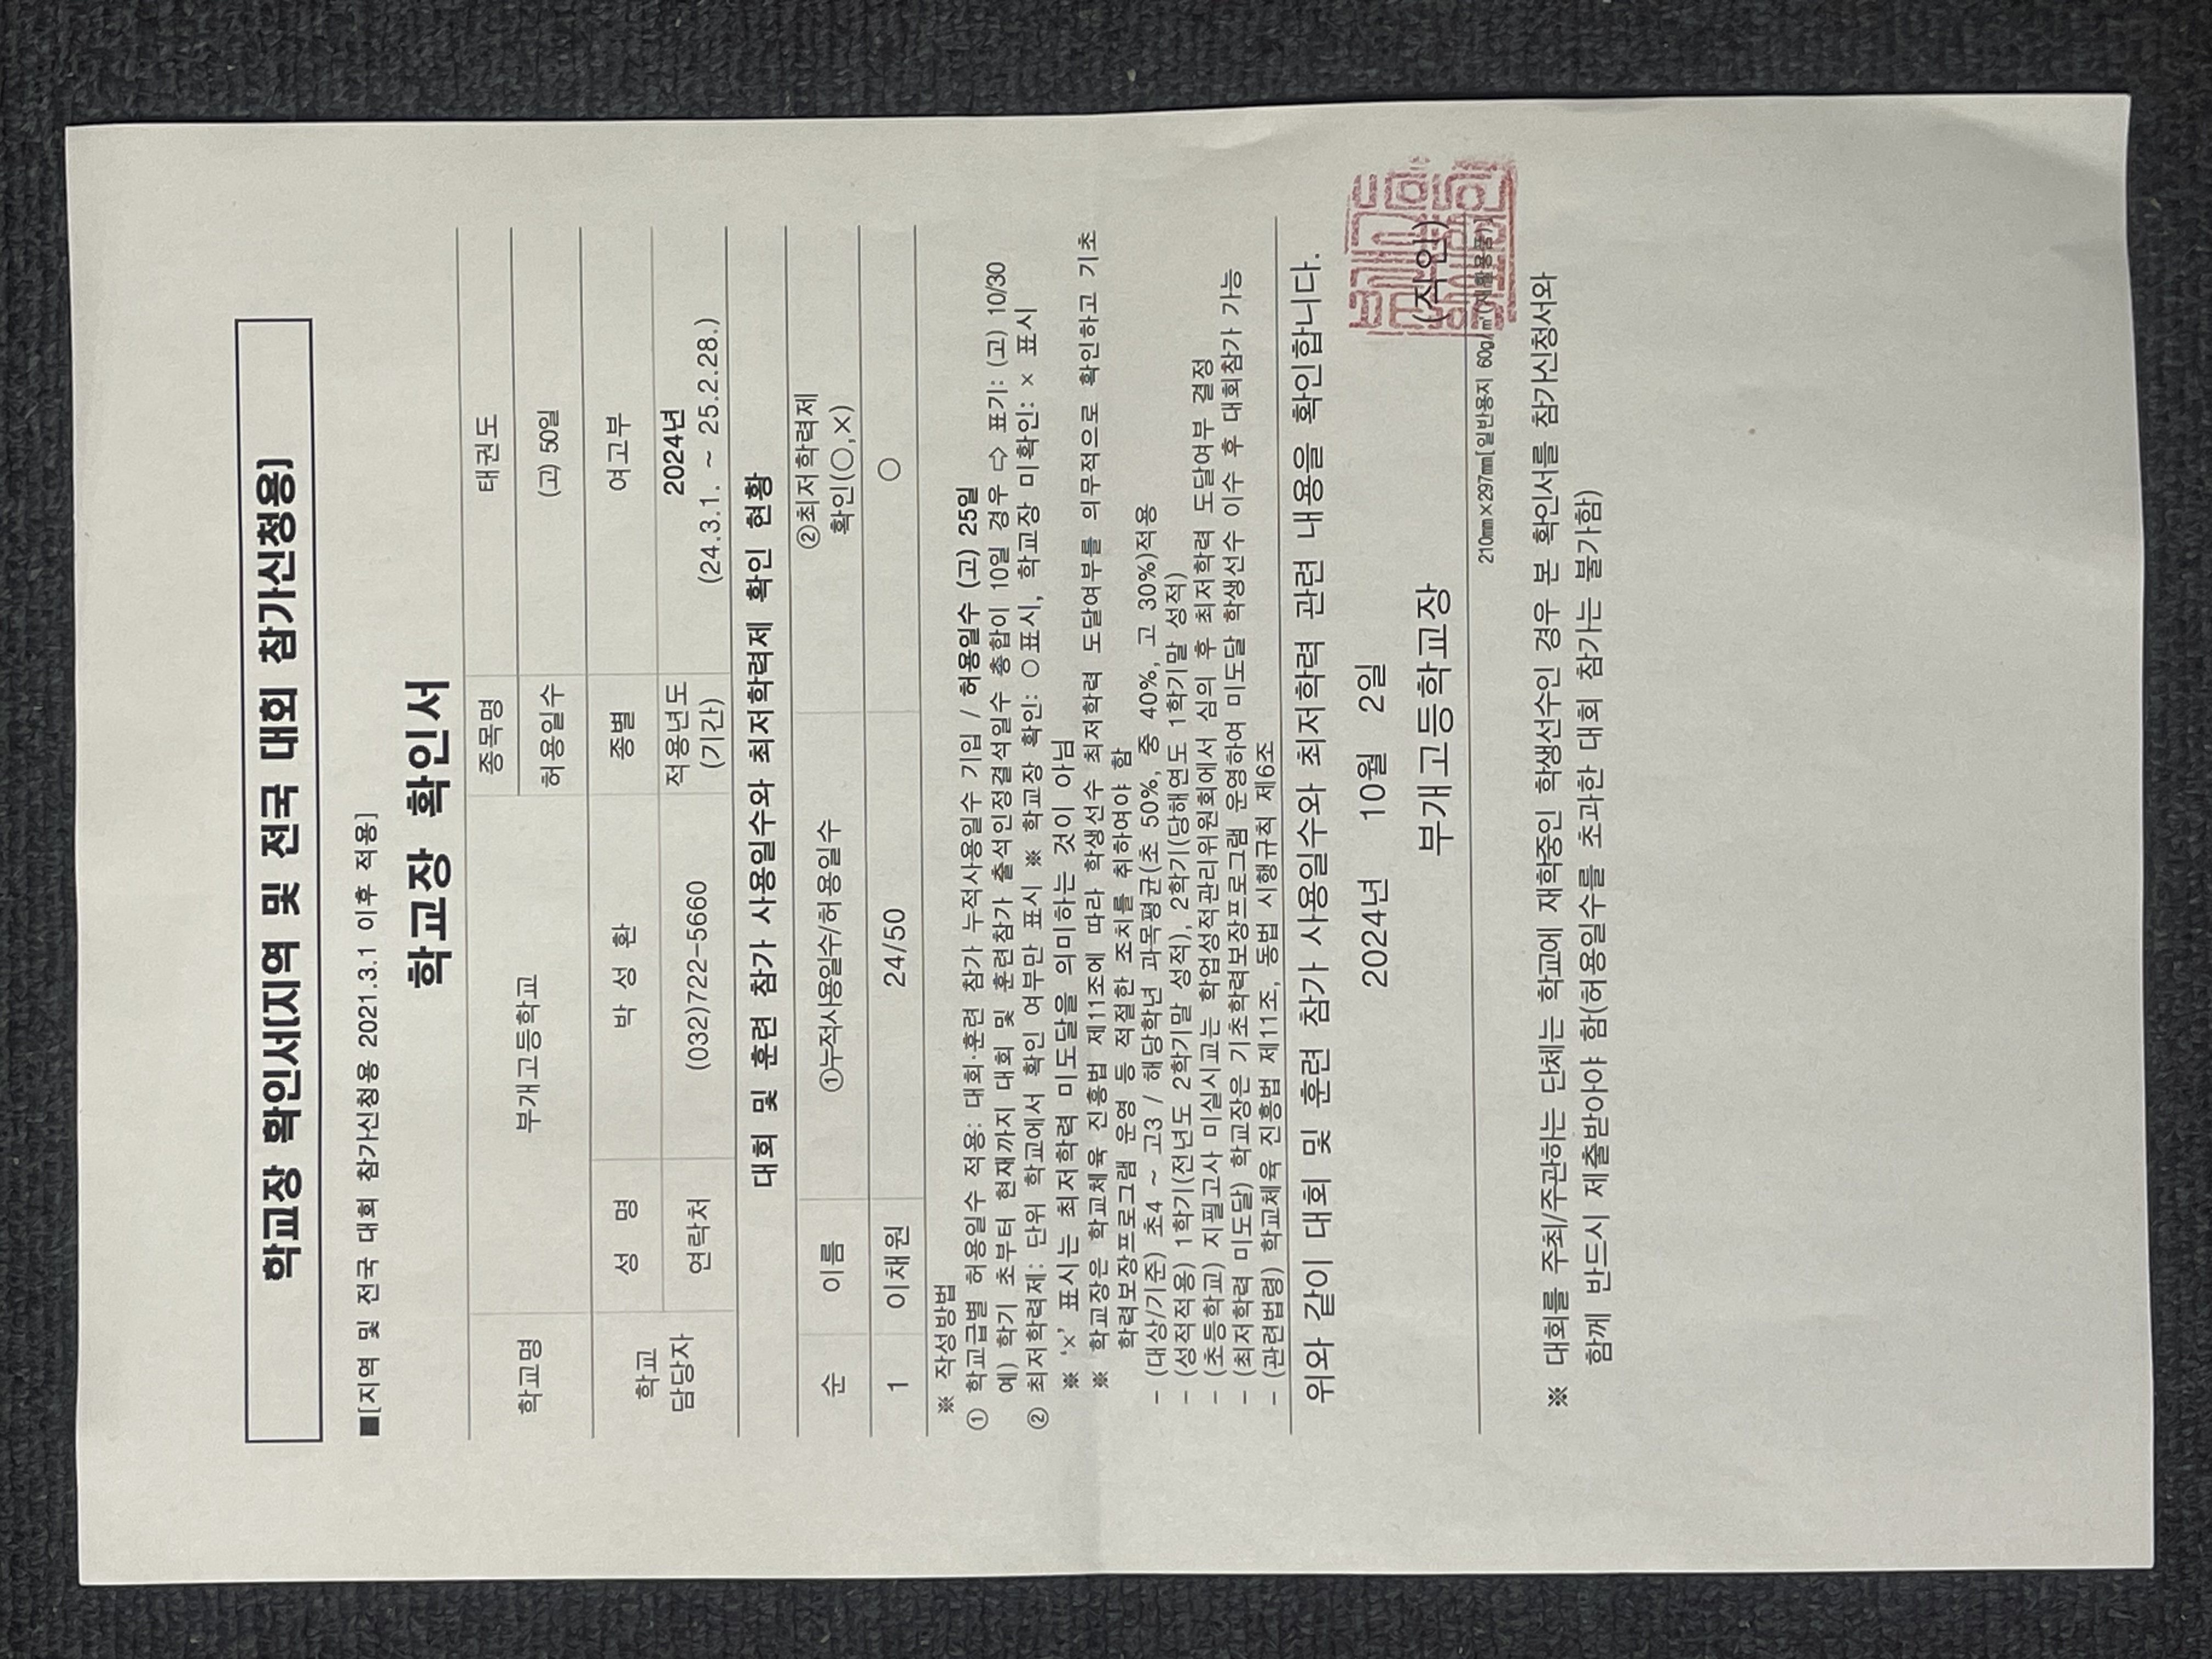 학교장 확인서[지역 및 전국 대회 참가신청용]
■[지역 및 전국 대회 참가신청용 2021.3.1 이후 적용]
학교장 확인서
학교명 부개고등학교 종목명 태권도
허용일수 (고) 50일
학교 담당자 성 명 박 성 환 종별 여고부
연락처 (032)722-5660 적용년도 (기간) 2024년
(24.3.1. ~ 25.2.28.)
대회 및 훈련 참가 사용일수와 최저학력제 확인 현황
순 이름 ①누적사용일수/허용일수 ②최저학력제
확인(○,×)
1 이채원 24/50 ○
※ 작성방법
① 학교급별 허용일수 적용: 대회·훈련 참가 누적사용일수 기입 / 허용일수 (고) 25일
예) 학기 초부터 현재까지 대회 및 훈련참가 출석인정결석일수 총합이 10일 경우 ⇨ 표기: (고) 10/30
② 최저학력제: 단위 학교에서 확인 여부만 표시 ※ 학교장 확인: ○표시, 학교장 미확인: × 표시
※ '×' 표시는 최저학력 미도달을 의미하는 것이 아님
※ 학교장은 학교체육 진흥법 제11조에 따라 학생선수 최저학력 도달여부를 의무적으로 확인하고 기초
학력보장프로그램 운영 등 적절한 조치를 취하여야 함
- (대상/기준) 초4 ~ 고3 / 해당학년 과목평균(초 50%, 중 40%, 고 30%)적용
- (성적적용) 1학기(전년도 2학기말 성적), 2학기(당해연도 1학기말 성적)
- (초등학교) 지필고사 미실시교는 학업성적관리위원회에서 심의 후 최저학력 도달여부 결정
- (최저학력 미도달) 학교장은 기초학력보장프로그램 운영하여 미도달 학생선수 이수 후 대회참가 가능
- (관련법령) 학교체육 진흥법 제11조, 동법 시행규칙 제6조
위와 같이 대회 및 훈련 참가 사용일수와 최저학력 관련 내용을 확인합니다.
2024년 10월 2일
부개고등학교장 (직인)
210㎜×297㎜[일반용지 60g/㎡(재활용품)]
※ 대회를 주최/주관하는 단체는 학교에 재학중인 학생선수인 경우 본 확인서를 참가신청서와
함께 반드시 제출받아야 함(허용일수를 초과한 대회 참가는 불가함)